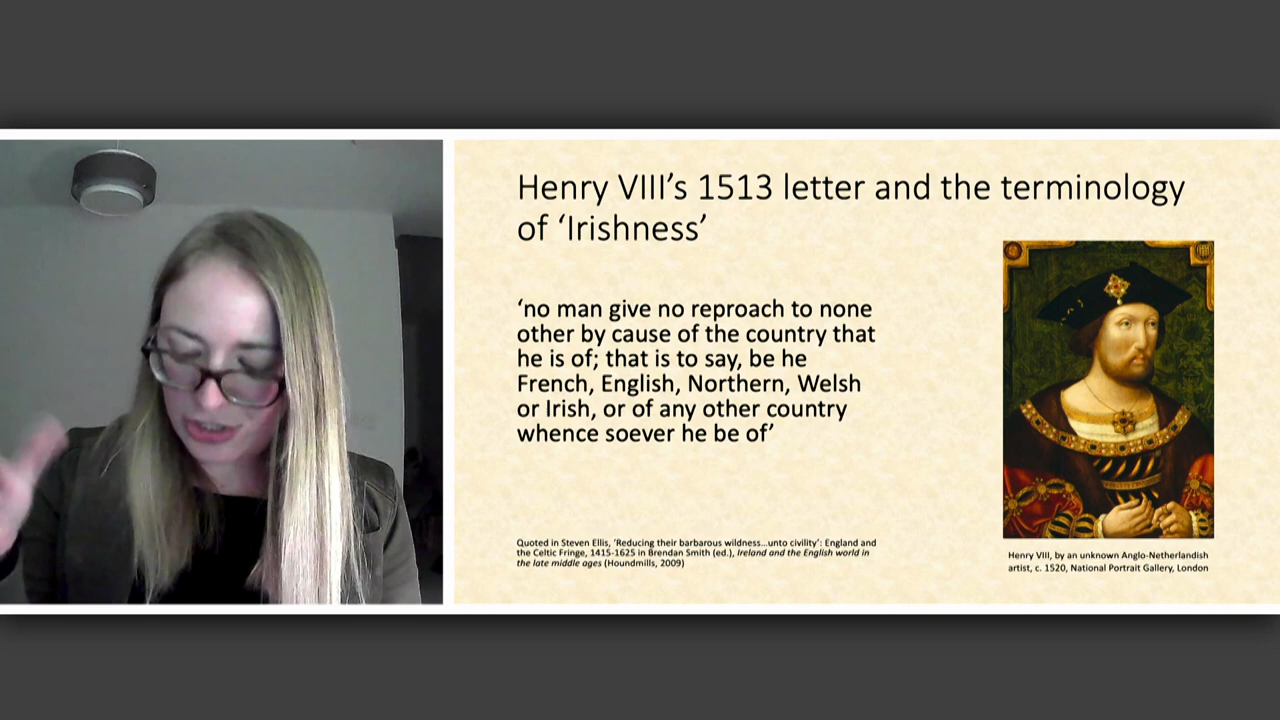 Henry VIII’s 1513 letter and the terminology
of ‘Irishness’
‘no man give no reproach to none
other by cause of the country that
he is of; that is to say, be he
French, English, Northern, Welsh
or Irish, or of any other country
whence soever he be of’
Quoted in Steven Ellis, ‘Reducing their barbarous wildness...unto civility’: England and
the Celtic Fringe, 1415-1625 in Brendan Smith (ed.), Ireland and the English world in
the late middle ages (Houndmills, 2009)
Henry VIII, by an unknown Anglo-Netherlandish
artist, c. 1520, National Portrait Gallery, London